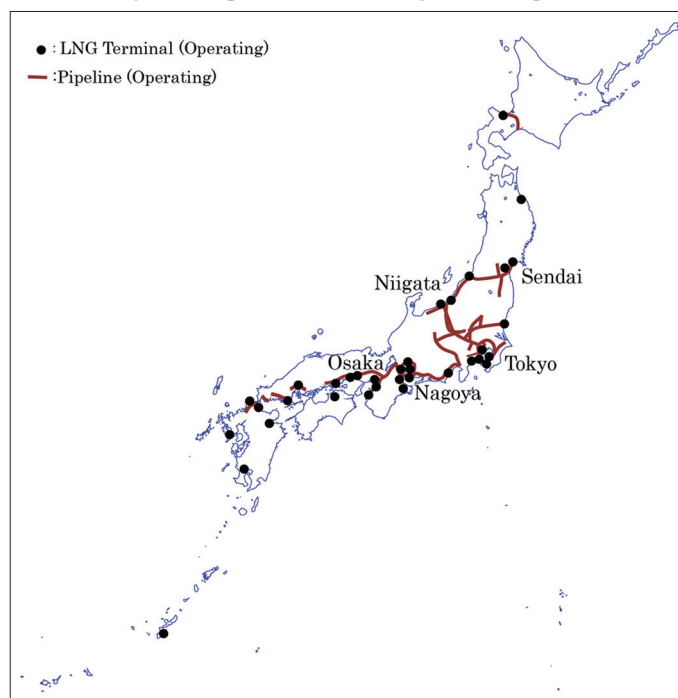 : LNG Terminal (Operating)
:Pipeline (Operating)
Niigata
Sendai
Osaka
Tokyo
Nagoya